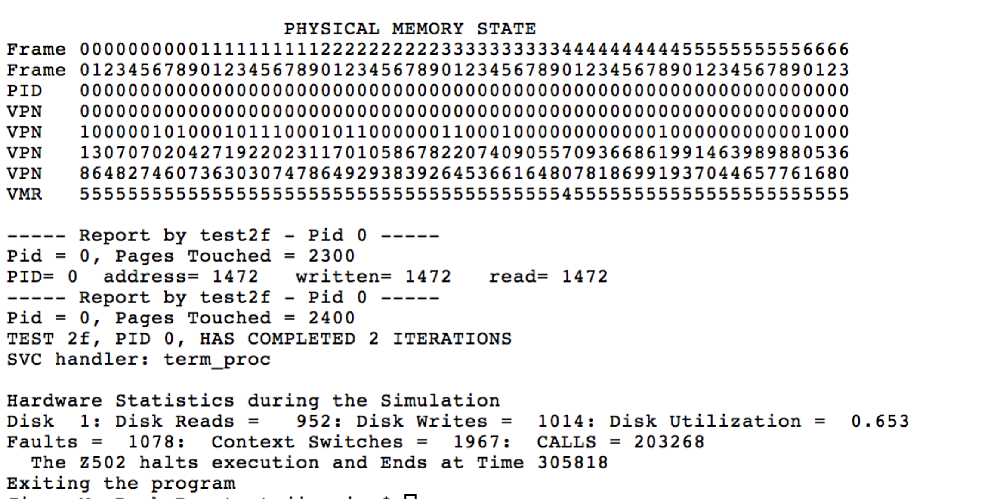 PHYSICAL MEMORY STATE
Frame 0000000000111111111122222222223333333333444444444455555555556666
Frame 0123456789012345678901234567890123456789012345678901234567890123
PID 0000000000000000000000000000000000000000000000000000000000000000
VPN 0000000000000000000000000000000000000000000000000000000000000000
VPN 1000001010001011100010110000001100010000000000001000000000001000
VPN 1307070204271922023117010586782207409055709366861991463989880536
VPN 8648274607363030747864929383926453661648078186991937044657761680
VMR 5555555555555555555555555555555555555555455555555555555555555555
----- Report by test2f - Pid 0 -----
Pid = 0, Pages Touched = 2300
PID= 0 address= 1472 written= 1472 read= 1472
----- Report by test2f - Pid 0 -----
Pid = 0, Pages Touched = 2400
TEST 2f, PID 0, HAS COMPLETED 2 ITERATIONS
SVC handler: term_proc
Hardware Statistics during the Simulation
Disk 1: Disk Reads = 952: Disk Writes = 1014: Disk Utilization = 0.653
Faults = 1078: Context Switches = 1967: CALLS = 203268
The Z502 halts execution and Ends at Time 305818
Exiting the program